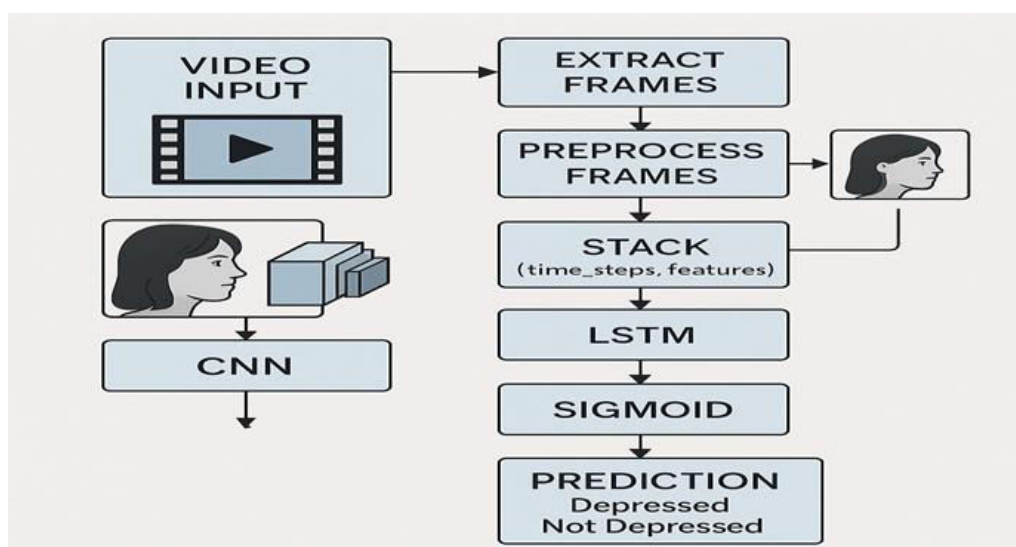 VIDEO
INPUT
EXTRACT
FRAMES
PREPROCESS
FRAMES
STACK
(time_steps, features)
LSTM
SIGMOID
PREDICTION
Depressed
Not Depressed
CNN